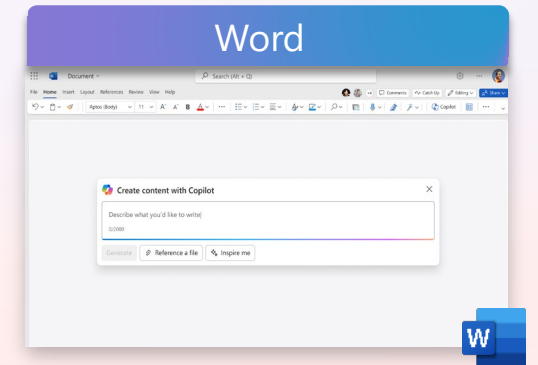 Word
Document
Search (Alt + Q)
File Home Insert Layout References Review View Help
Comments Catch Up Editing Share
Aptos (Body) 11 A A B A Copilot
Create content with Copilot
Describe what you'd like to write
0/2000
Generate Reference a file Inspire me
W